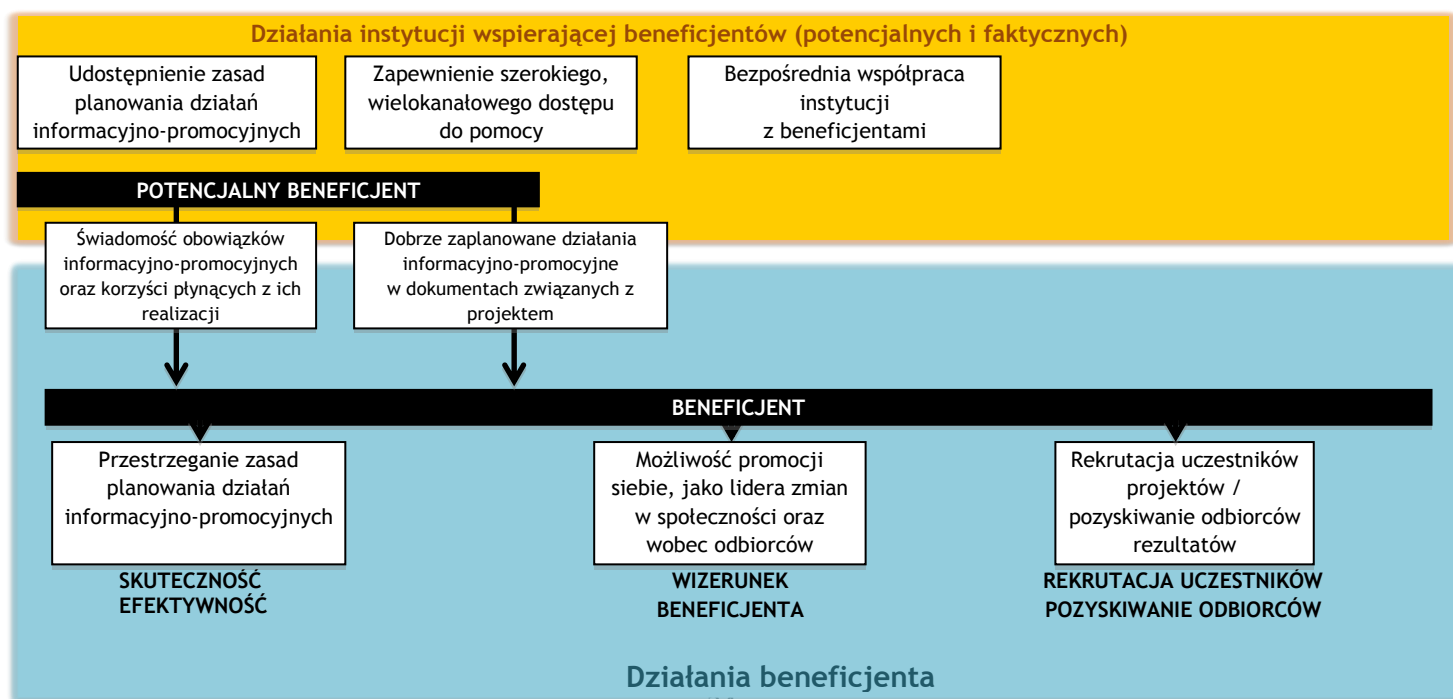 Działania instytucji wspierającej beneficjentów (potencjalnych i faktycznych)
Udostępnienie zasad
planowania działań
informacyjno-promocyjnych
Zapewnienie szerokiego,
wielokanałowego dostępu
do pomocy
Bezpośrednia współpraca
instytucji
z beneficjentami
POTENCJALNY BENEFICJENT
Świadomość obowiązków
informacyjno-promocyjnych
oraz korzyści płynących z ich
realizacji
Dobrze zaplanowane działania
informacyjno-promocyjne
w dokumentach związanych z
projektem
BENEFICJENT
Przestrzeganie zasad
planowania działań
informacyjno-promocyjnych
Możliwość promocji
siebie, jako lidera zmian
w społeczności oraz
wobec odbiorców
Rekrutacja uczestników
projektów /
pozyskiwanie odbiorców
rezultatów
SKUTECZNOŚĆ
EFEKTYWNOŚĆ
WIZERUNEK
BENEFICJENTA
REKRUTACJA UCZESTNIKÓW
POZYSKIWANIE ODBIORCÓW
Działania beneficjenta